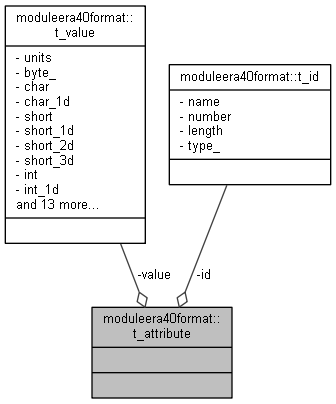 moduleera40format::
t_value
- units
- byte_
- char
- char_1d
- short
- short_1d
- short_2d
- short_3d
- int
- int_1d
and 13 more...
moduleera40format::t_id
- name
- number
- length
- type_
-value
-id
moduleera40format::
t_attribute